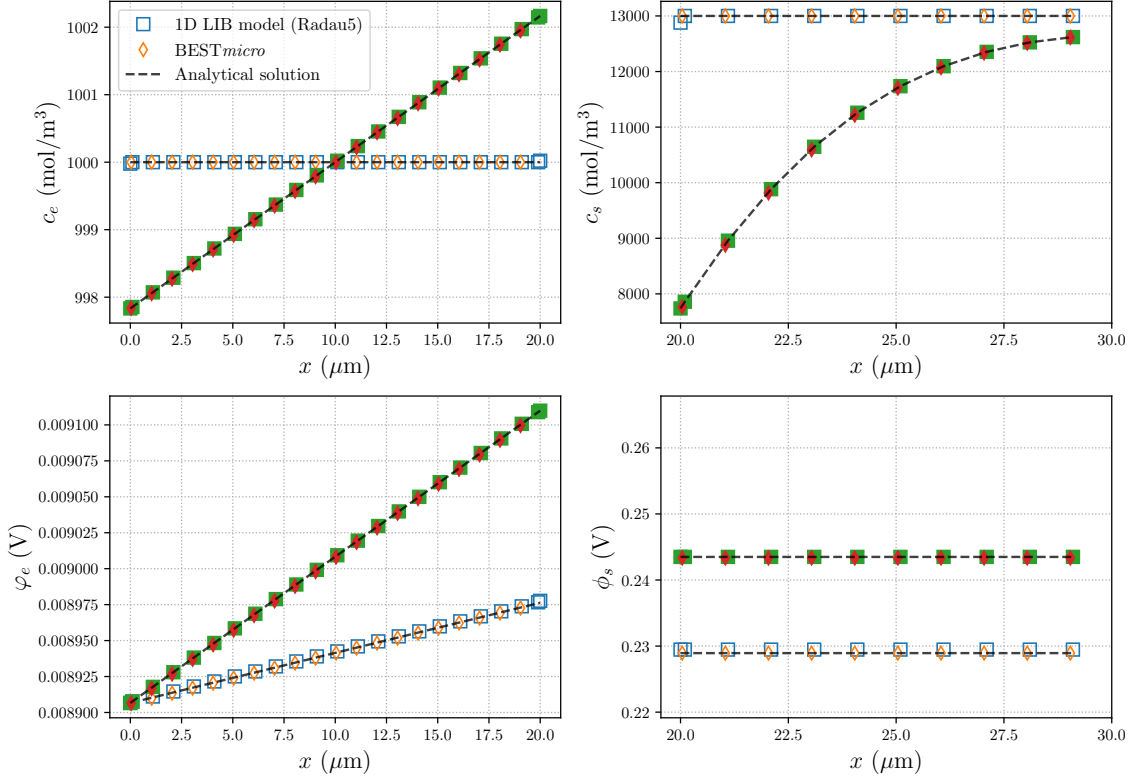 1D LIB model (Radau5)
BESTmicro
Analytical solution
1002
1001
1000
999
998
c_e (mol/m³)
0.0 2.5 5.0 7.5 10.0 12.5 15.0 17.5 20.0
x (μm)
13000
12000
11000
10000
9000
8000
c_s (mol/m³)
20.0 22.5 25.0 27.5 30.0
x (μm)
0.009100
0.009075
0.009050
0.009025
0.009000
0.008975
0.008950
0.008925
0.008900
φ_e (V)
0.0 2.5 5.0 7.5 10.0 12.5 15.0 17.5 20.0
x (μm)
0.26
0.25
0.24
0.23
0.22
ϕ_s (V)
20.0 22.5 25.0 27.5 30.0
x (μm)